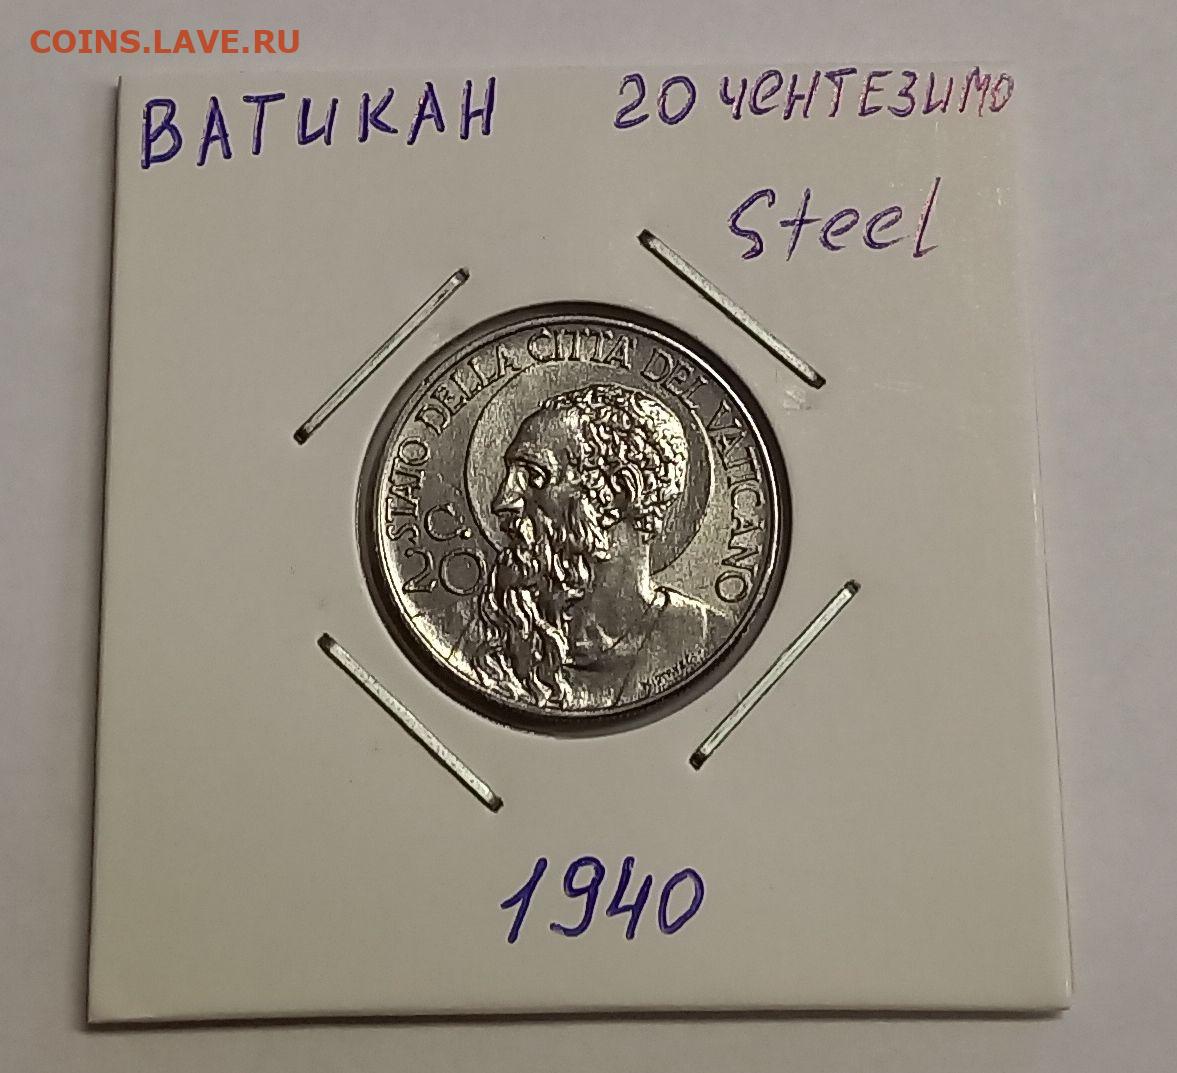 COINS.LAVE.RU
ВАТИКАН 20 ЧЕНТЕЗИМО
Steel
STATO DELLA CITTA DEL VATICANO
C.
20
1940